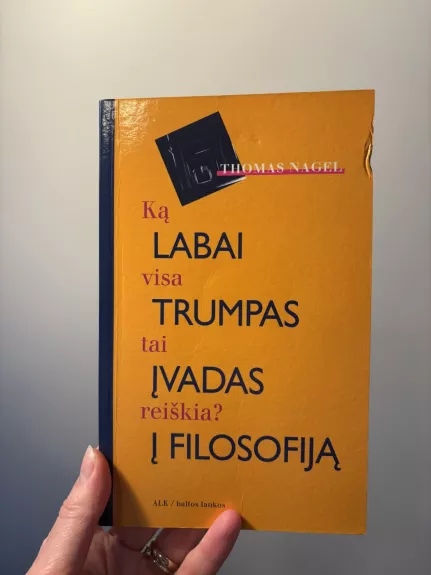 THOMAS NAGEL
Ką
LABAI
visa
TRUMPAS
tai
ĮVADAS
reiškia?
Į FILOSOFIJĄ
ALK / baltos lankos